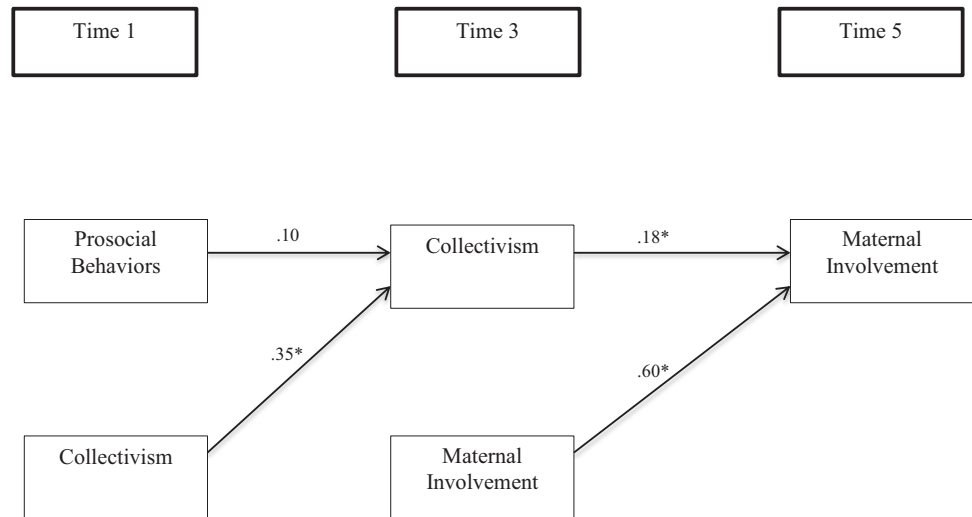 Time 1
Time 3
Time 5
Prosocial
Behaviors
.10
Collectivism
.18*
Maternal
Involvement
.35*
.60*
Collectivism
Maternal
Involvement